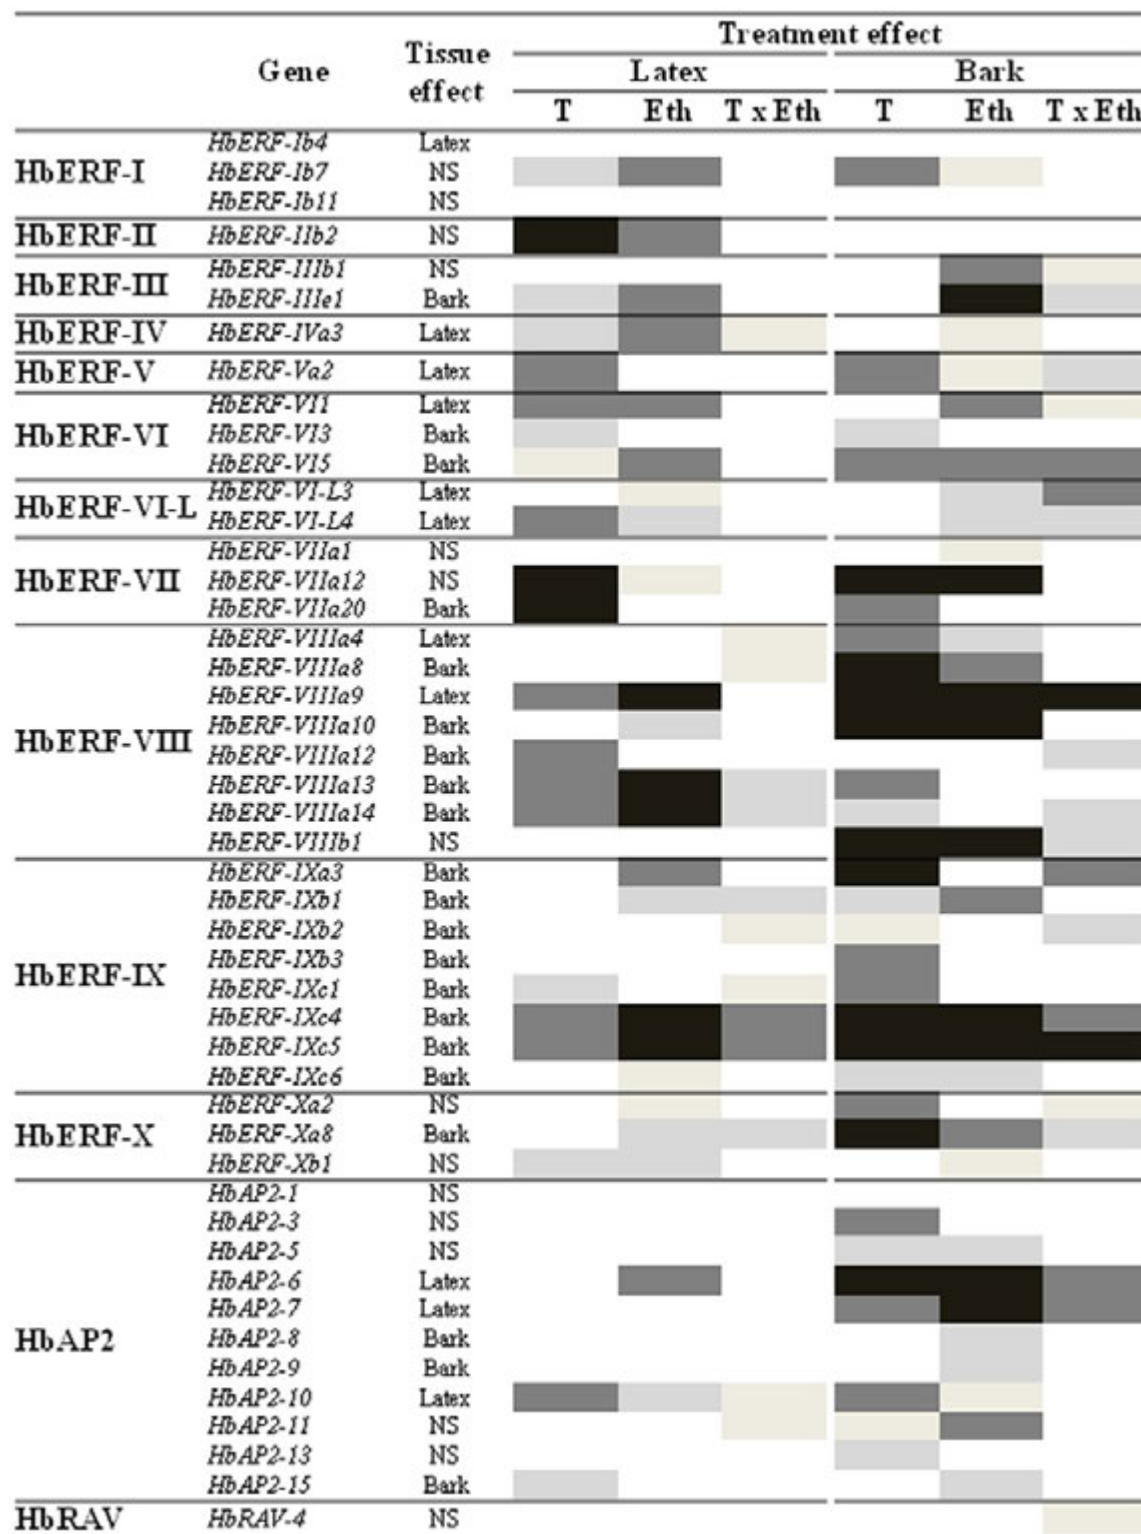 Treatment effect
Gene Tissue effect Latex Bark
T Eth T x Eth T Eth T x Eth
HbERF-I
HbERF-Ib4 Latex
HbERF-Ib7 NS
HbERF-Ib11 NS
HbERF-II HbERF-IIb2 NS
HbERF-III
HbERF-IIIb1 NS
HbERF-IIIe1 Bark
HbERF-IV HbERF-IVa3 Latex
HbERF-V HbERF-Va2 Latex
HbERF-VI
HbERF-VI1 Latex
HbERF-VI3 Bark
HbERF-VI5 Bark
HbERF-VI-L
HbERF-VI-L3 Latex
HbERF-VI-L4 Latex
HbERF-VII
HbERF-VIIa1 NS
HbERF-VIIa12 NS
HbERF-VIIa20 Bark
HbERF-VIII
HbERF-VIIIa4 Latex
HbERF-VIIIa8 Bark
HbERF-VIIIa9 Latex
HbERF-VIIIa10 Bark
HbERF-VIIIa12 Bark
HbERF-VIIIa13 Bark
HbERF-VIIIa14 Bark
HbERF-VIIIb1 NS
HbERF-IX
HbERF-IXa3 Bark
HbERF-IXb1 Bark
HbERF-IXb2 Bark
HbERF-IXb3 Bark
HbERF-IXc1 Bark
HbERF-IXc4 Bark
HbERF-IXc5 Bark
HbERF-IXc6 Bark
HbERF-X
HbERF-Xa2 NS
HbERF-Xa8 Bark
HbERF-Xb1 NS
HbAP2
HbAP2-1 NS
HbAP2-3 NS
HbAP2-5 NS
HbAP2-6 Latex
HbAP2-7 Latex
HbAP2-8 Bark
HbAP2-9 Bark
HbAP2-10 Latex
HbAP2-11 NS
HbAP2-13 NS
HbAP2-15 Bark
HbRAV HbRAV-4 NS